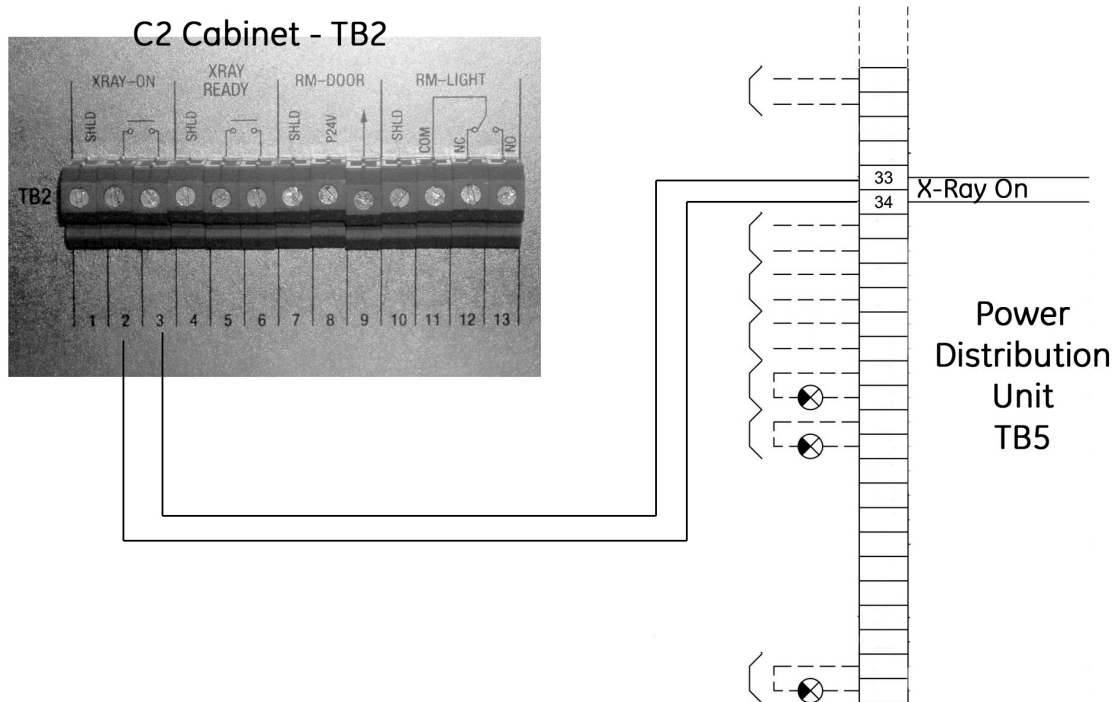 C2 Cabinet - TB2
XRAY-ON
XRAY
READY
RM-DOOR
RM-LIGHT
SHLD
SHLD
SHLD
P24V
SHLD
COM
NC
NO
TB2
1 2 3 4 5 6 7 8 9 10 11 12 13
33
34
X-Ray On
Power
Distribution
Unit
TB5